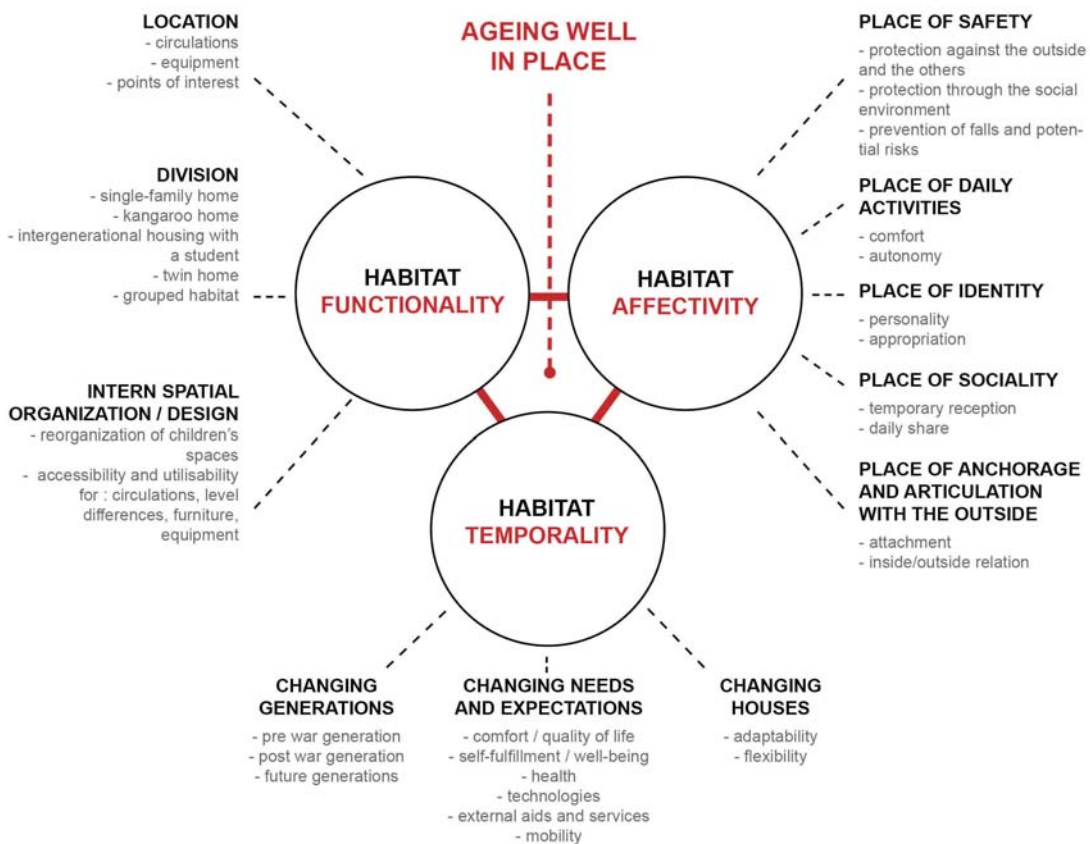 AGEING WELL
IN PLACE
LOCATION
- circulations
- equipment
- points of interest
DIVISION
- single-family home
- kangaroo home
- intergenerational housing with
a student
- twin home
- grouped habitat
INTERN SPATIAL
ORGANIZATION / DESIGN
- reorganization of children's
spaces
- accessibility and utilisability
for : circulations, level
differences, furniture,
equipment
HABITAT
FUNCTIONALITY
HABITAT
AFFECTIVITY
HABITAT
TEMPORALITY
PLACE OF SAFETY
- protection against the outside
and the others
- protection through the social
environment
- prevention of falls and poten-
tial risks
PLACE OF DAILY
ACTIVITIES
- comfort
- autonomy
PLACE OF IDENTITY
- personality
- appropriation
PLACE OF SOCIALITY
- temporary reception
- daily share
PLACE OF ANCHORAGE
AND ARTICULATION
WITH THE OUTSIDE
- attachment
- inside/outside relation
CHANGING
GENERATIONS
- pre war generation
- post war generation
- future generations
CHANGING NEEDS
AND EXPECTATIONS
- comfort / quality of life
- self-fulfillment / well-being
- health
- technologies
- external aids and services
- mobility
CHANGING
HOUSES
- adaptability
- flexibility